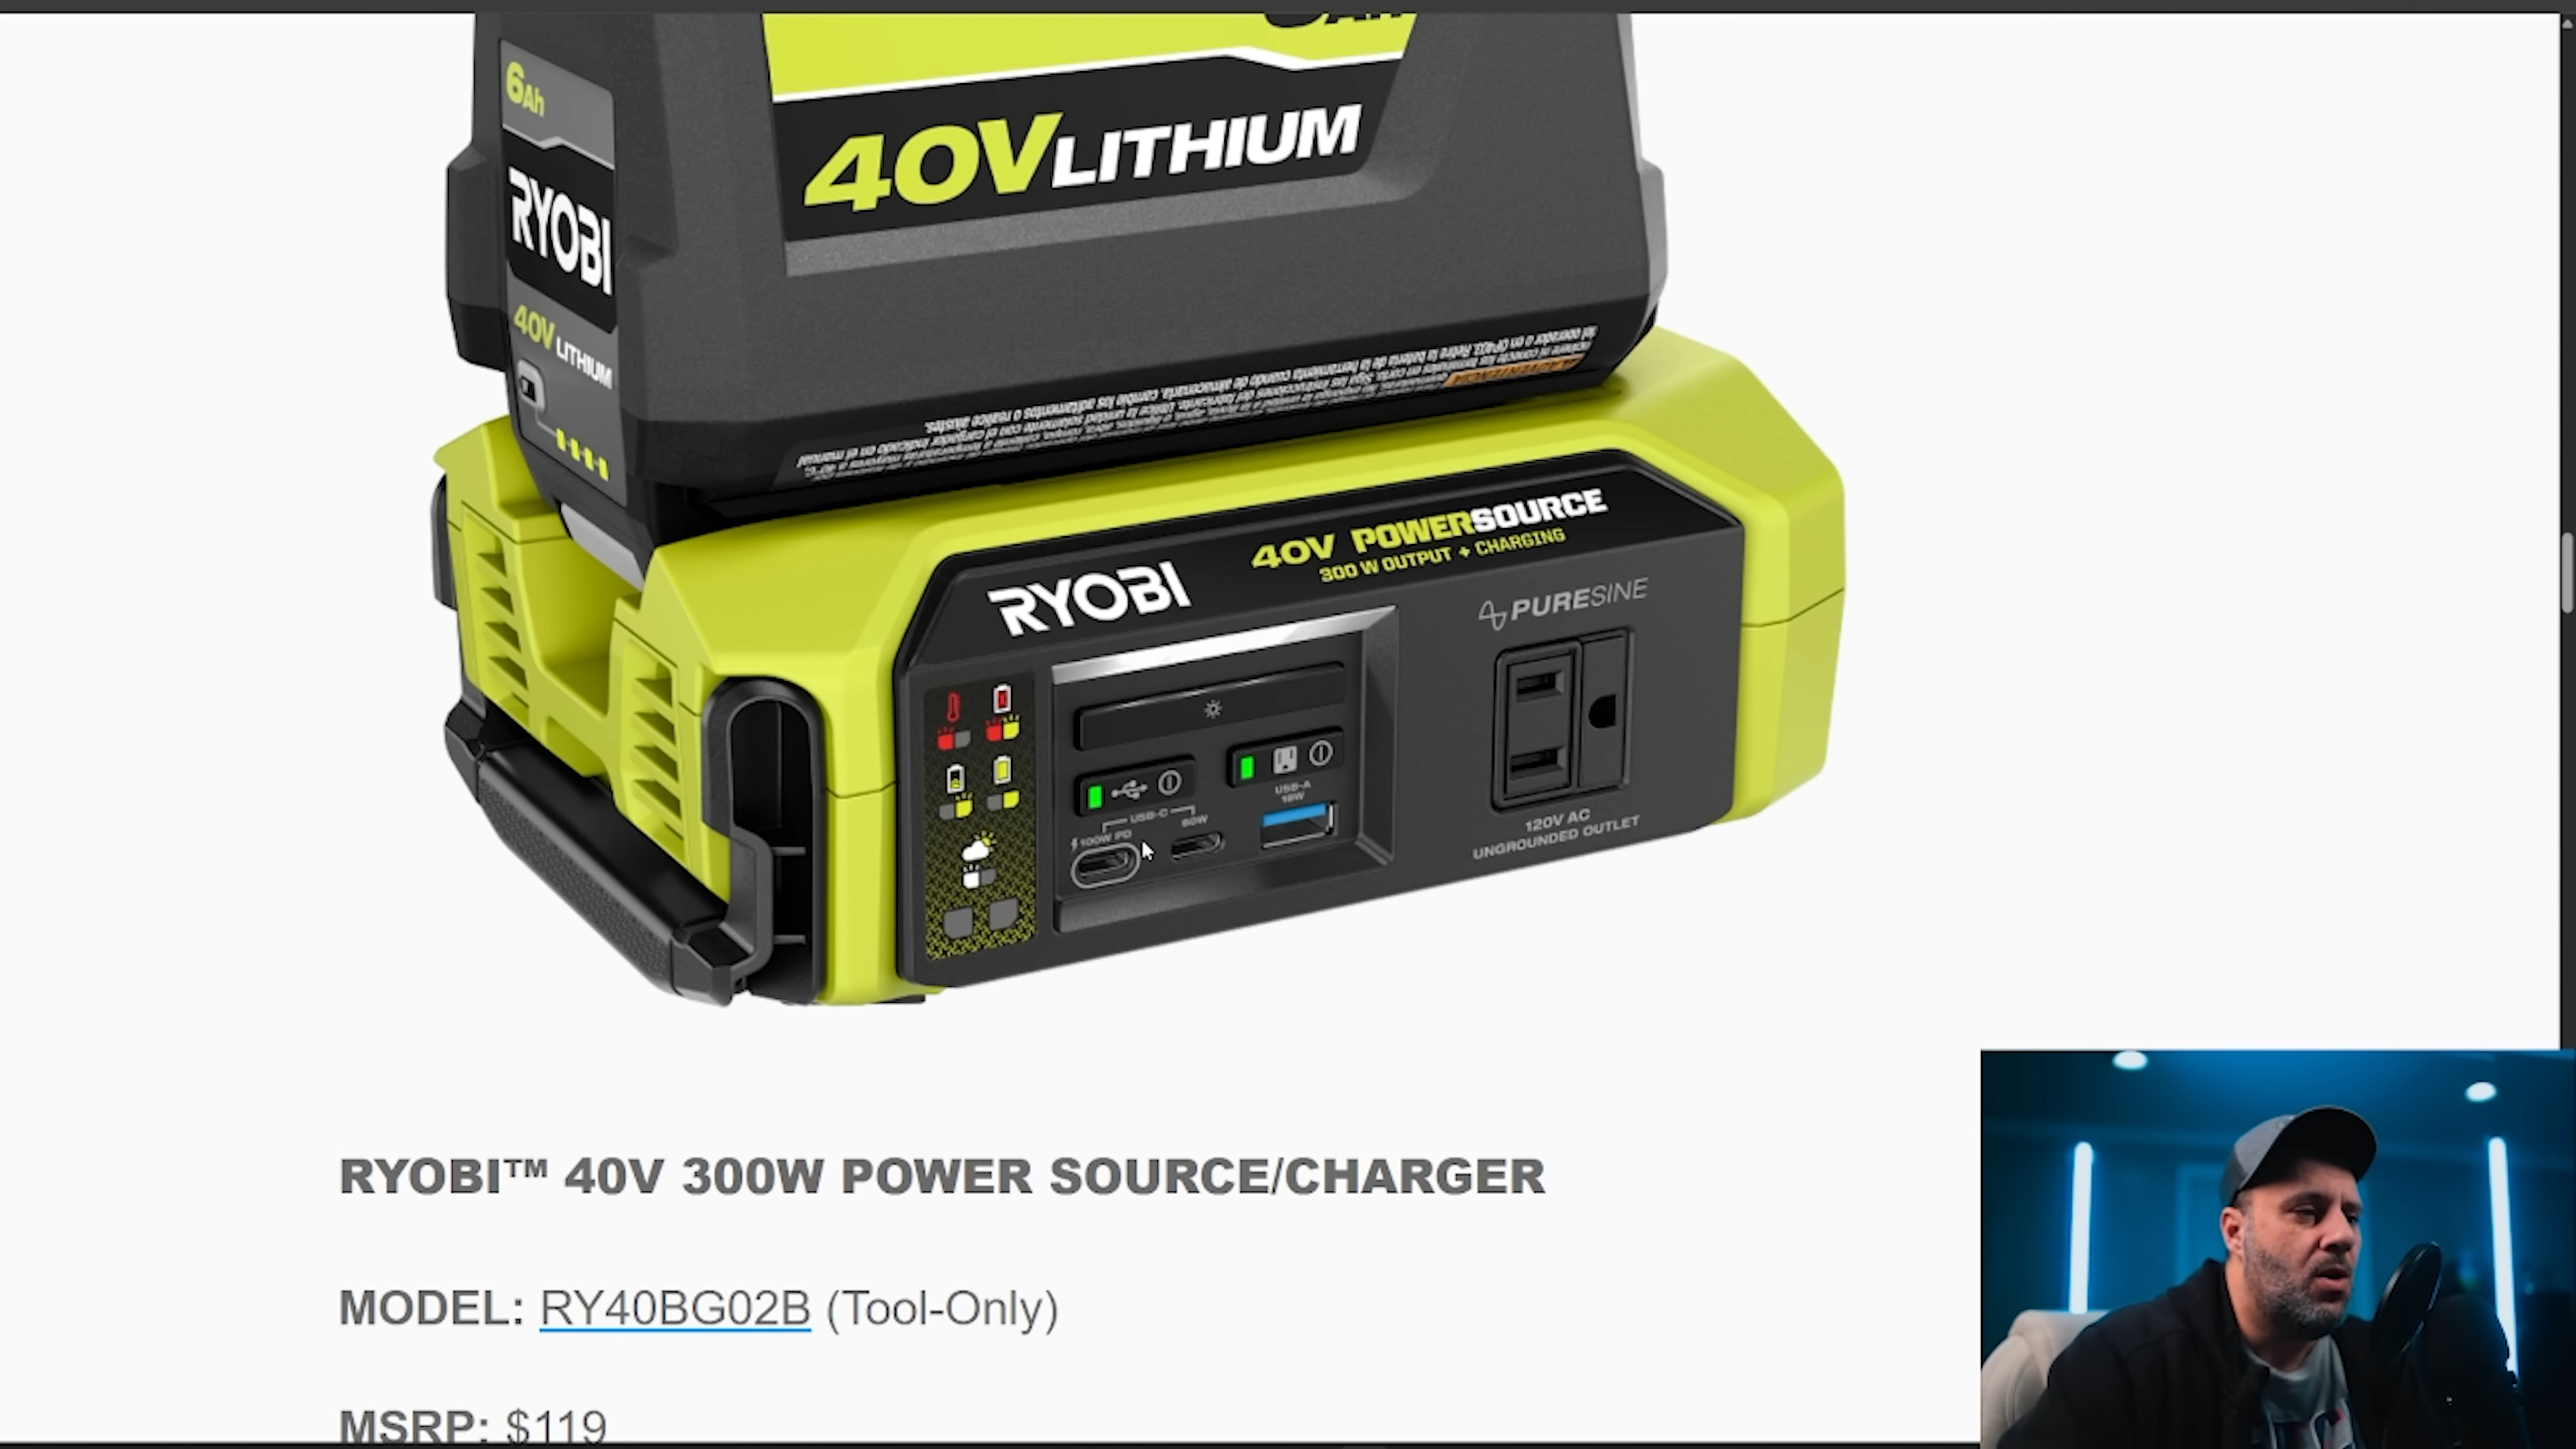 6Ah
RYOBI
40V LITHIUM
40V LITHIUM
RYOBI
40V POWERSOURCE
300 W OUTPUT + CHARGING
PURESINE
USB-A
18W
USB-C
100W PD
60W
120V AC
UNGROUNDED OUTLET
RYOBI™ 40V 300W POWER SOURCE/CHARGER
MODEL: RY40BG02B (Tool-Only)
MSRP: $119